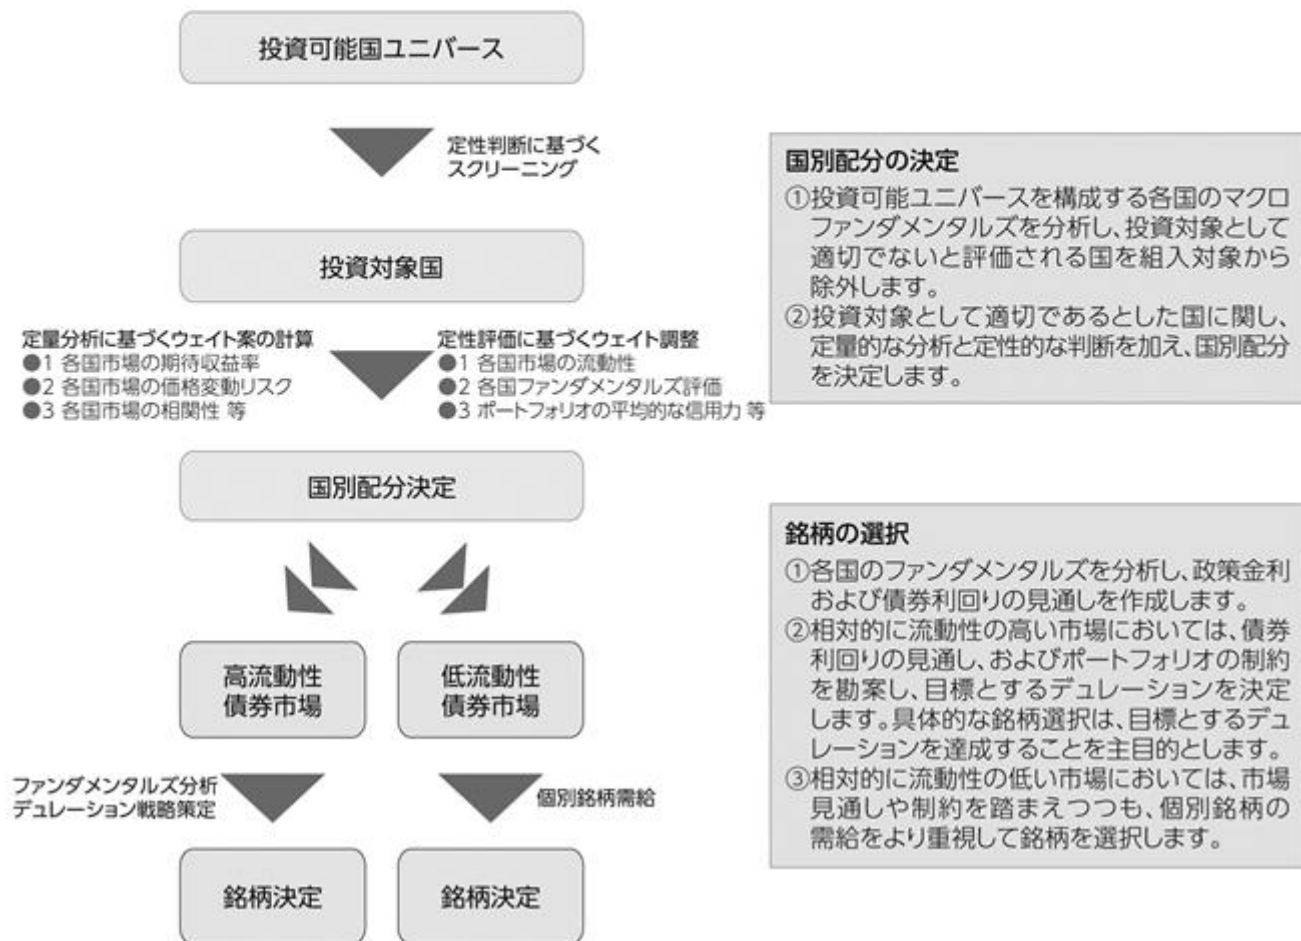 投資可能国ユニバース
定性判断に基づく
スクリーニング
投資対象国
定量分析に基づくウェイト案の計算
●1 各国市場の期待収益率
●2 各国市場の価格変動リスク
●3 各国市場の相関性 等
定性評価に基づくウェイト調整
●1 各国市場の流動性
●2 各国ファンダメンタルズ評価
●3 ポートフォリオの平均的な信用力 等
国別配分決定
高流動性
債券市場
低流動性
債券市場
ファンダメンタルズ分析
デュレーション戦略策定
個別銘柄需給
銘柄決定
銘柄決定
国別配分の決定
①投資可能ユニバースを構成する各国のマクロ
ファンダメンタルズを分析し、投資対象として
適切でないと評価される国を組入対象から
除外します。
②投資対象として適切であるとした国に関し、
定量的な分析と定性的な判断を加え、国別配分
を決定します。
銘柄の選択
①各国のファンダメンタルズを分析し、政策金利
および債券利回りの見通しを作成します。
②相対的に流動性の高い市場においては、債券
利回りの見通し、およびポートフォリオの制約
を勘案し、目標とするデュレーションを決定
します。具体的な銘柄選択は、目標とするデュ
レーションを達成することを主目的とします。
③相対的に流動性の低い市場においては、市場
見通しや制約を踏まえつつも、個別銘柄の
需給をより重視して銘柄を選択します。